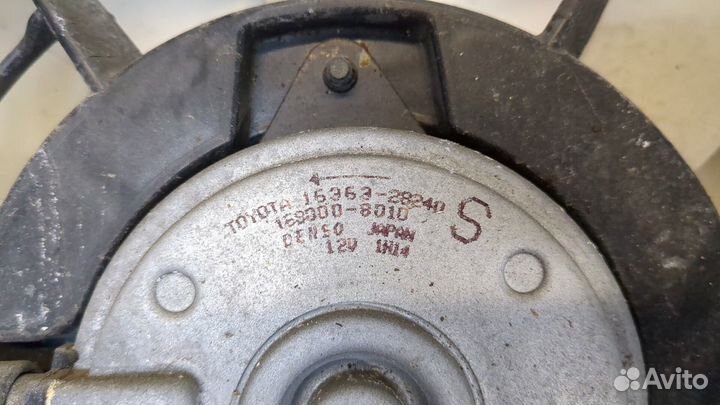 TOYOTA 16363-28240
168000-8010
DENSO JAPAN
12V 1N14
S
Avito